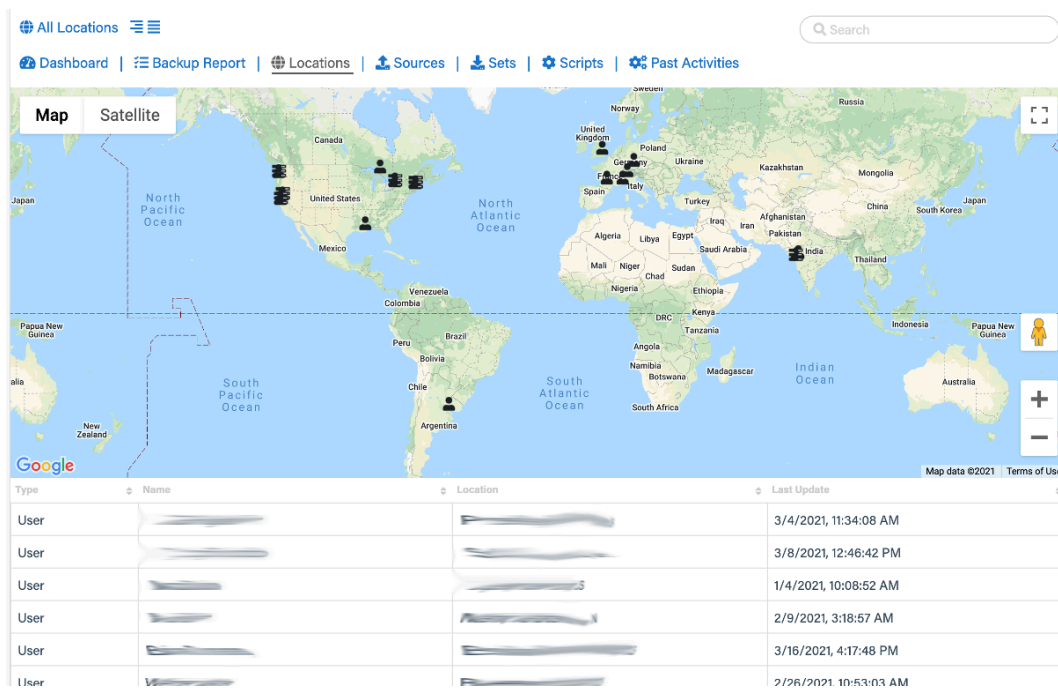 All Locations
Search
Dashboard | Backup Report | Locations | Sources | Sets | Scripts | Past Activities
Map Satellite
Sweden
Norway
Russia
United Kingdom
Canada
Poland
Germany
Ukraine
Kazakhstan
Mongolia
France
Italy
Spain
Japan
North Pacific Ocean
United States
North Atlantic Ocean
Turkey
China
South Korea
Japan
Iraq
Iran
Afghanistan
Pakistan
Algeria
Libya
Egypt
Saudi Arabia
India
Thailand
Mexico
Mali
Niger
Chad
Sudan
Nigeria
Ethiopia
Venezuela
Colombia
DRC
Kenya
Tanzania
Indonesia
Papua New Guinea
Papua New Guinea
Peru
Brazil
Angola
Bolivia
Namibia
Botswana
Madagascar
Indian Ocean
South Pacific Ocean
Chile
South Atlantic Ocean
alia
Australia
South Africa
New Zealand
Argentina
Google
Map data ©2021 Terms of Use
Type Name Location Last Update
User 3/4/2021, 11:34:08 AM
User 3/8/2021, 12:46:42 PM
User 1/4/2021, 10:08:52 AM
User 2/9/2021, 3:18:57 AM
User 3/16/2021, 4:17:48 PM
User 2/26/2021, 10:53:03 AM